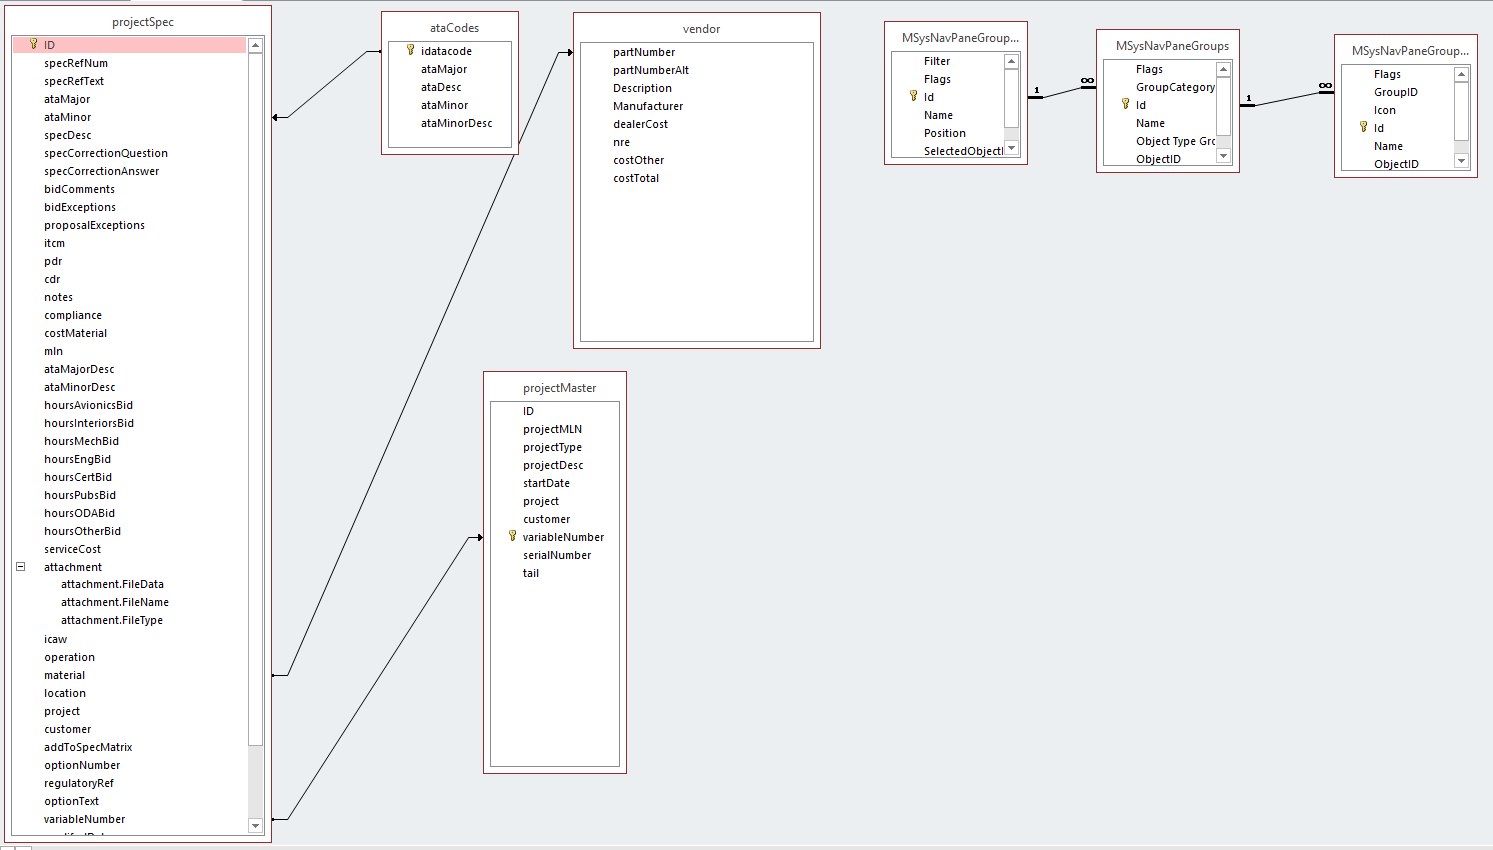 projectSpec
ID
specRefNum
specRefText
ataMajor
ataMinor
specDesc
specCorrectionQuestion
specCorrectionAnswer
bidComments
bidExceptions
proposalExceptions
itcm
pdr
cdr
notes
compliance
costMaterial
mln
ataMajorDesc
ataMinorDesc
hoursAvionicsBid
hoursInteriorsBid
hoursMechBid
hoursEngBid
hoursCertBid
hoursPubsBid
hoursODABid
hoursOtherBid
serviceCost
attachment
attachment.FileData
attachment.FileName
attachment.FileType
icaw
operation
material
location
project
customer
addToSpecMatrix
optionNumber
regulatoryRef
optionText
variableNumber
ataCodes
idatacode
ataMajor
ataDesc
ataMinor
ataMinorDesc
vendor
partNumber
partNumberAlt
Description
Manufacturer
dealerCost
nre
costOther
costTotal
projectMaster
ID
projectMLN
projectType
projectDesc
startDate
project
customer
variableNumber
serialNumber
tail
MSysNavPaneGroup...
Filter
Flags
Id
Name
Position
SelectedObjectI
1
∞
MSysNavPaneGroups
Flags
GroupCategory
Id
Name
Object Type Grc
ObjectID
1
∞
MSysNavPaneGroup...
Flags
GroupID
Icon
Id
Name
ObjectID